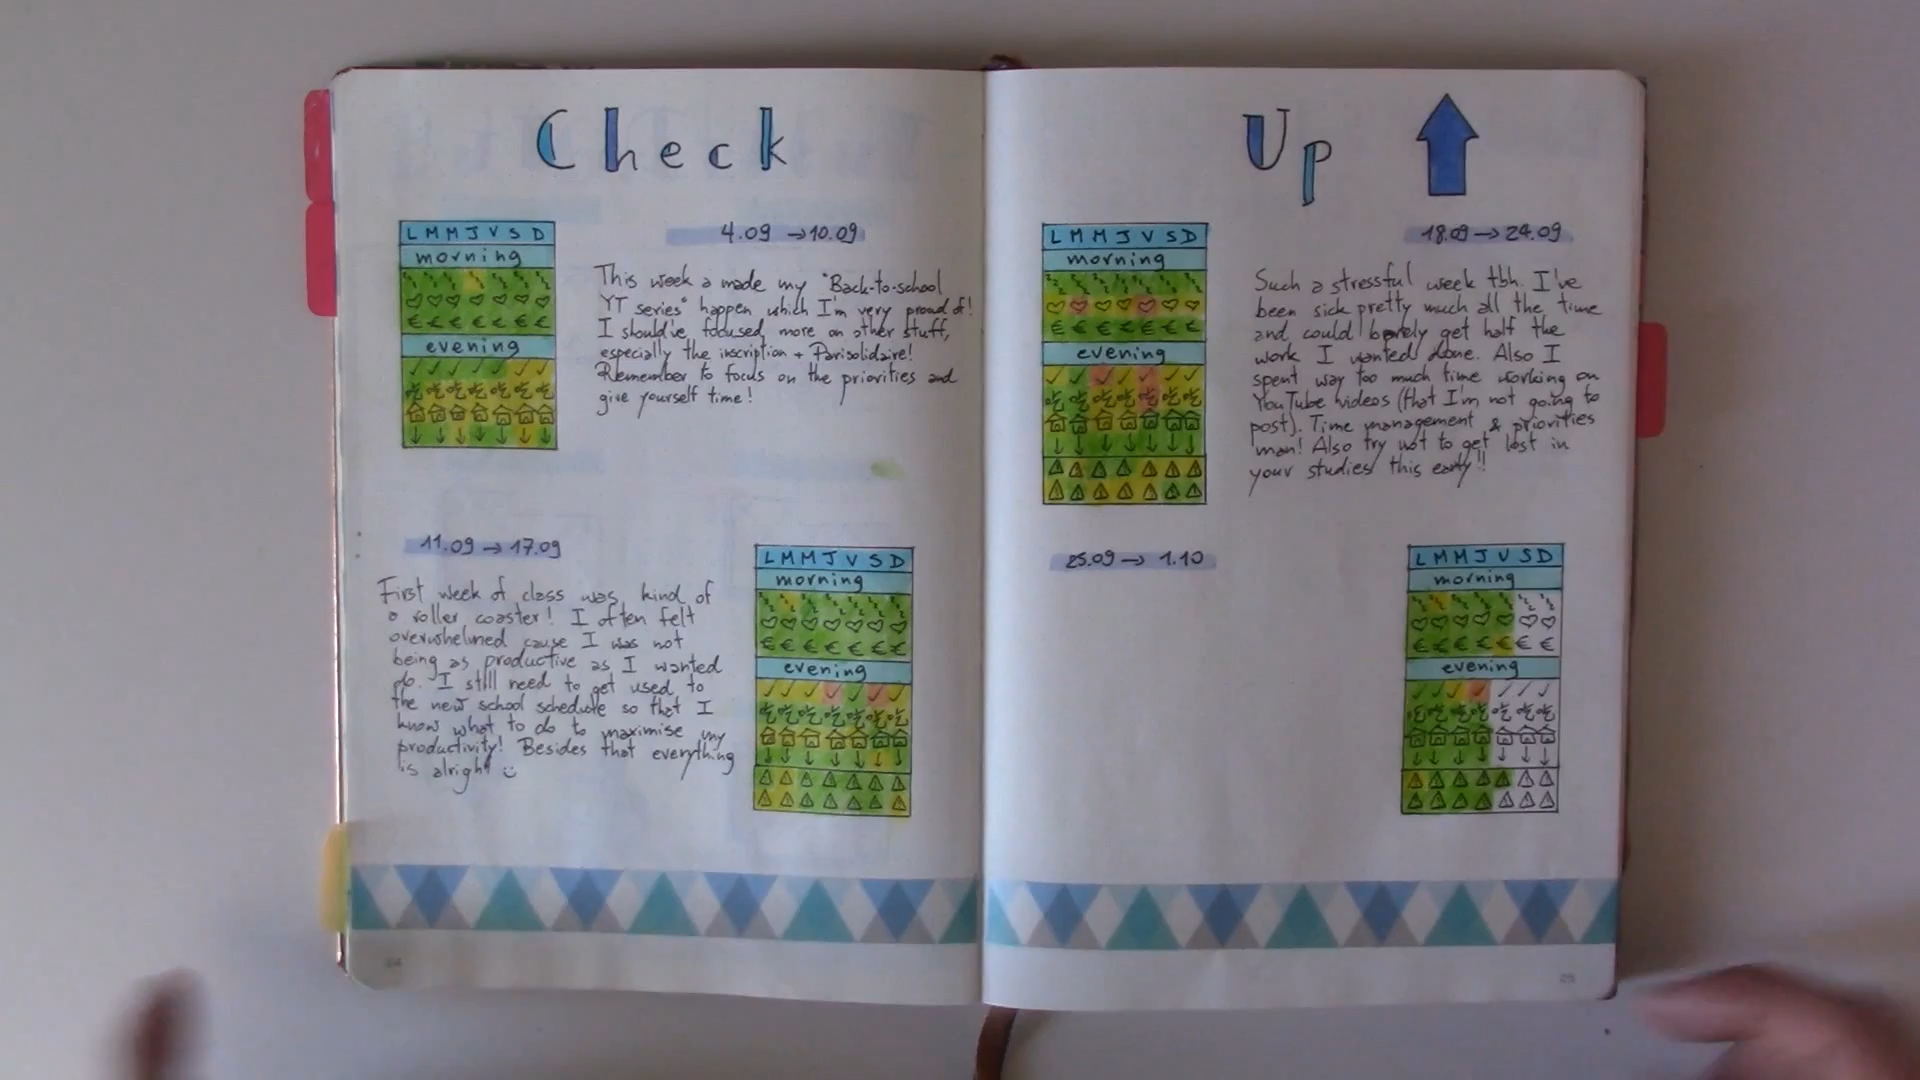 Check
Up
L M M J V S D
morning
€ € € € € € €
evening
4.09 → 10.09
This week a made my "Back-to-school
YT series" happen which I'm very proud of!
I should've focused more on other stuff,
especially the inscription + Parisolidaire!
Remember to focus on the priorities and
give yourself time!
11.09 → 17.09
First week of class was kind of
a roller coaster! I often felt
overwhelmed cause I was not
being as productive as I wanted
to. I still need to get used to
the new school schedule so that I
know what to do to maximise my
productivity! Besides that everything
is alright
L M M J V S D
morning
€ € € € € € €
evening
24
L M M J V S D
morning
€ € € € € € €
evening
18.09 → 24.09
Such a stressful week tbh. I've
been sick pretty much all the time
and could barely get half the
work I wanted done. Also I
spent way too much time working on
YouTube videos (that I'm not going to
post). Time management & priorities
man! Also try not to get lost in
your studies this early!!
25.09 → 1.10
L M M J V S D
morning
€ € € € € € €
evening
25